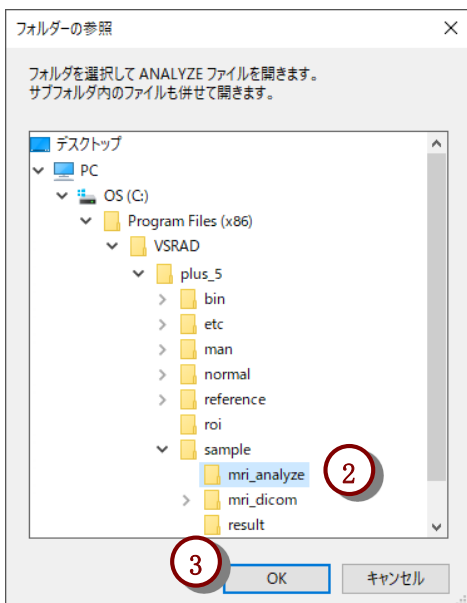 フォルダーの参照
フォルダを選択して ANALYZE ファイルを開きます。
サブフォルダ内のファイルも併せて開きます。
デスクトップ
PC
OS (C:)
Program Files (x86)
VSRAD
plus_5
bin
etc
man
normal
reference
roi
sample
mri_analyze
2
mri_dicom
result
3
OK
キャンセル